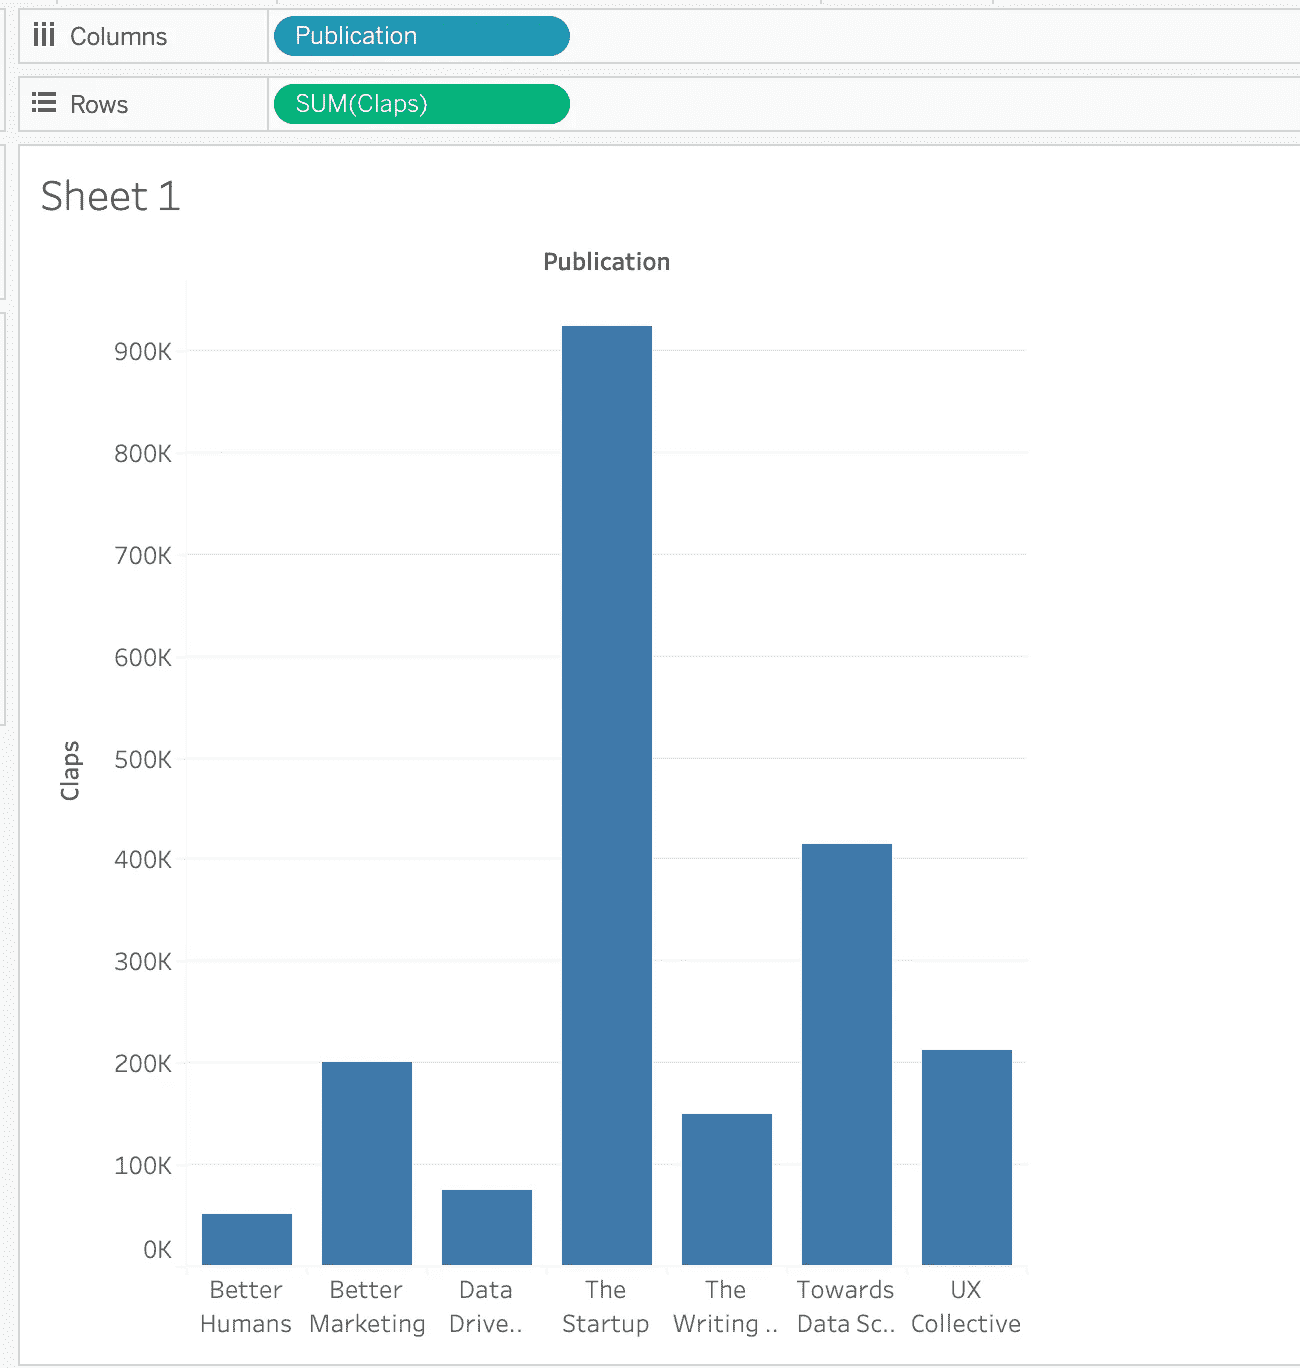 Columns
Publication
Rows
SUM(Claps)
Sheet 1
Publication
900K
800K
700K
600K
500K
400K
300K
200K
100K
0K
Claps
Better Humans
Better Marketing
Data Drive..
The Startup
The Writing ..
Towards Data Sc..
UX Collective